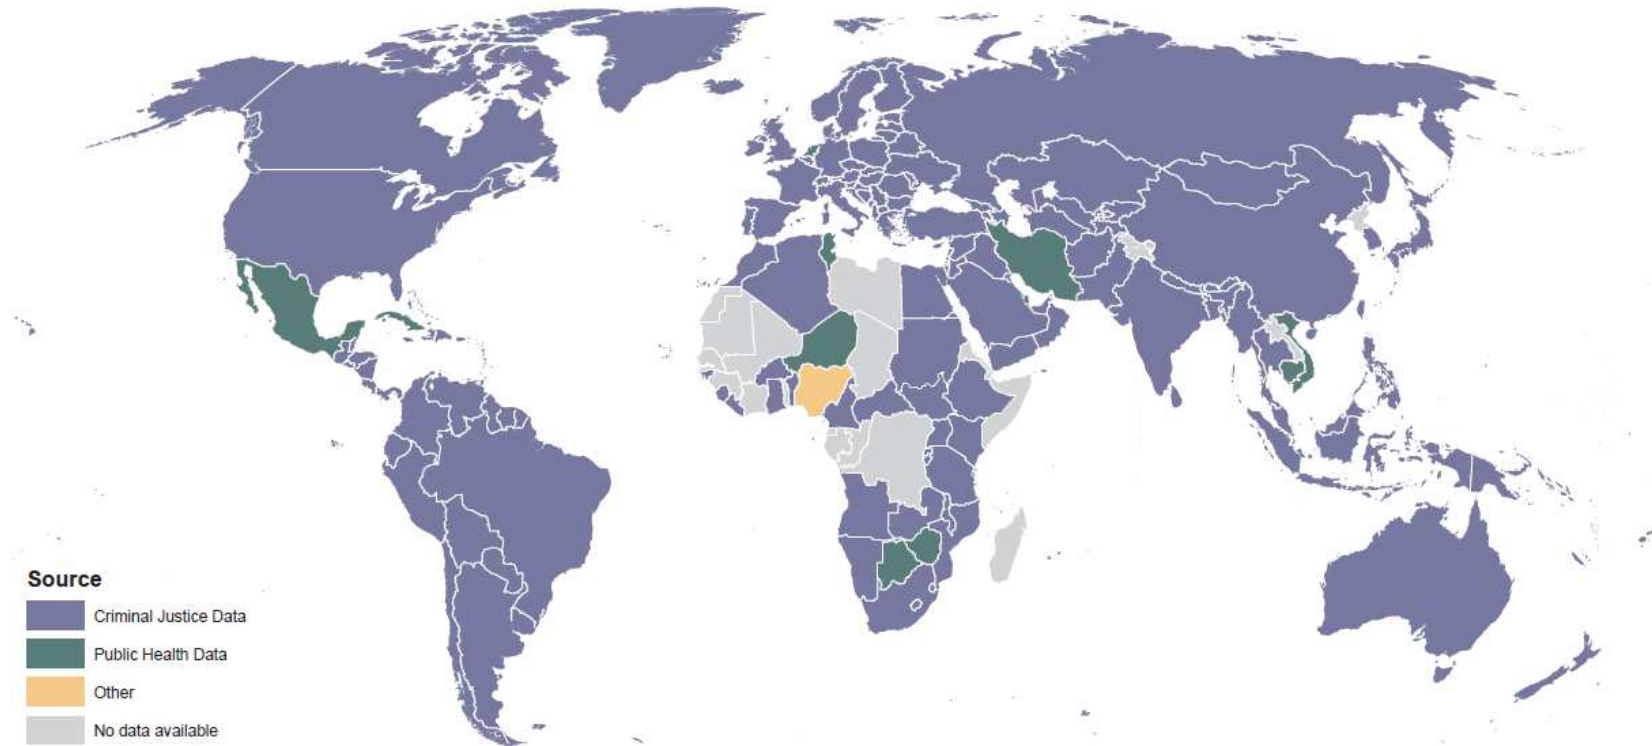 Source
Criminal Justice Data
Public Health Data
Other
No data available